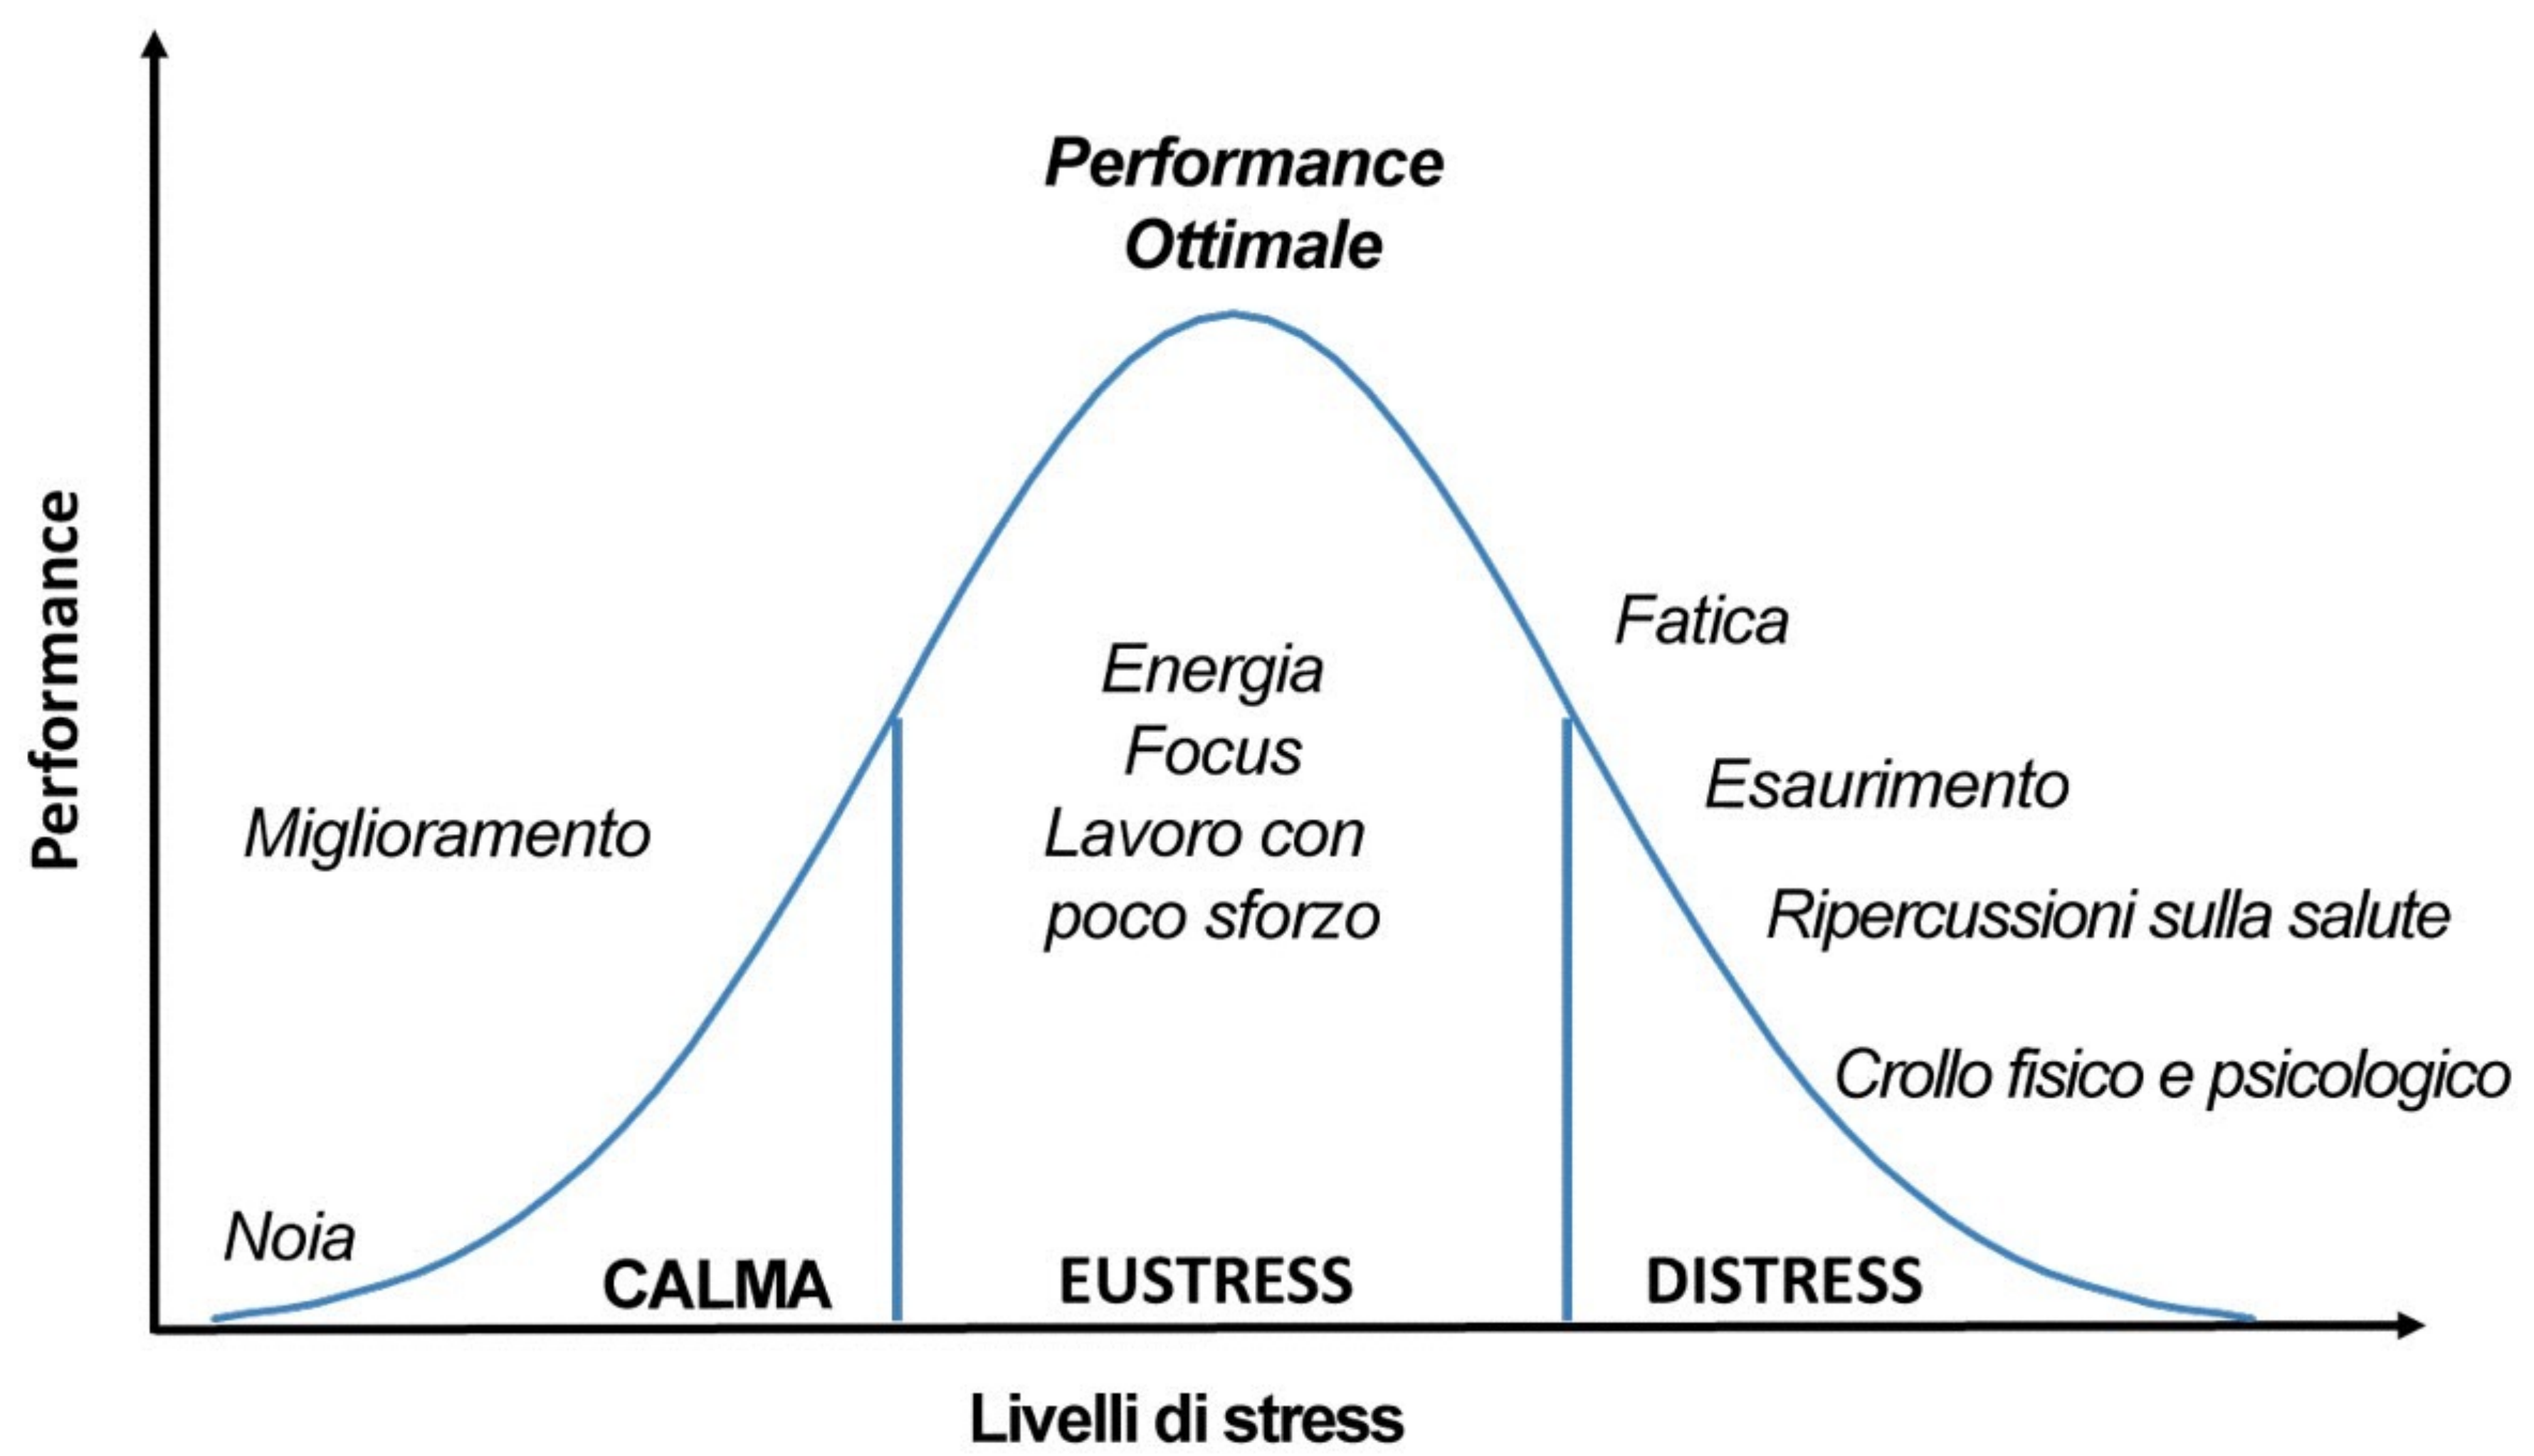 Performance
Ottimale
Performance
Fatica
Energia
Focus
Lavoro con
poco sforzo
Esaurimento
Miglioramento
Ripercussioni sulla salute
Crollo fisico e psicologico
Noia
CALMA
EUSTRESS
DISTRESS
Livelli di stress